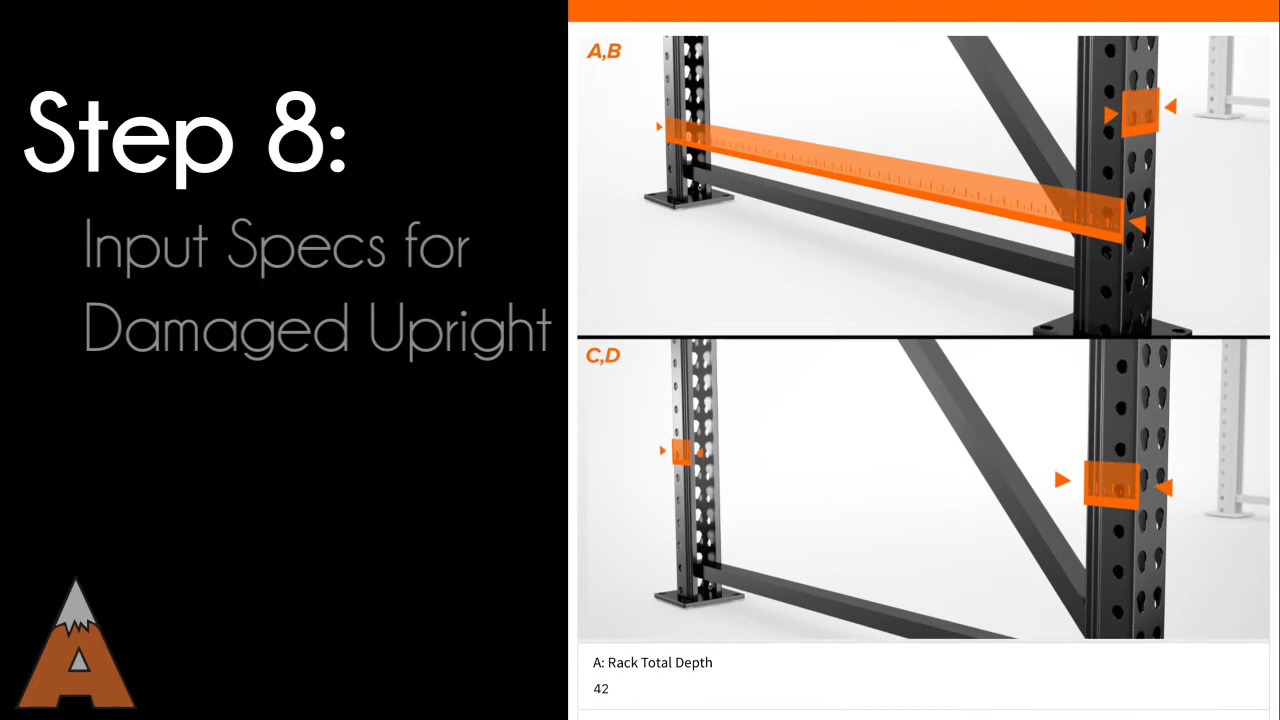 Step 8:
Input Specs for
Damaged Upright
A,B
C,D
A: Rack Total Depth
42
A